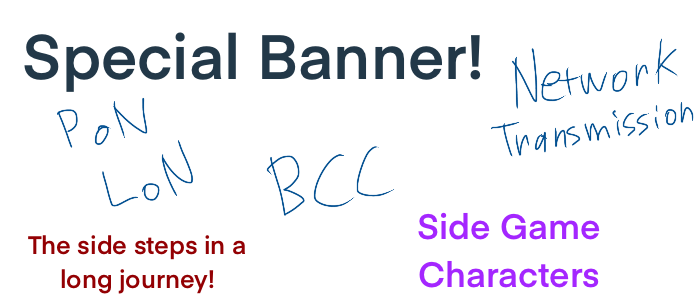 Special Banner!
Network
Transmission
PoN
LoN
BCC
The side steps in a
long journey!
Side Game
Characters